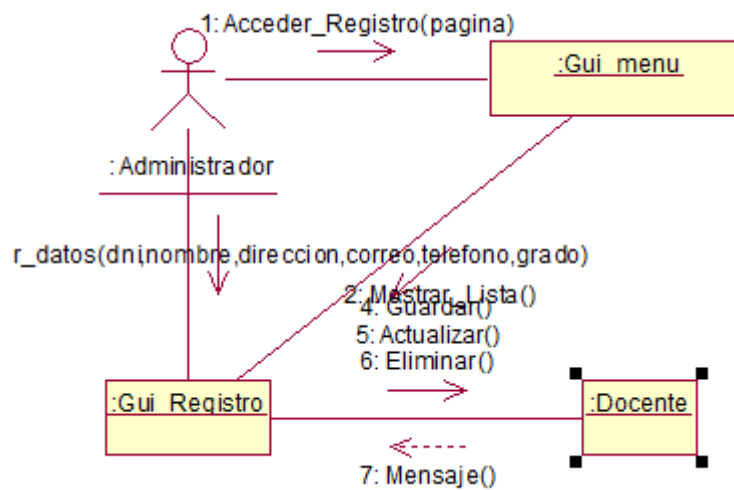 1: Acceder_Registro(pagina)
:Gui_menu
: Administrador
r_datos(dni,nombre,direccion,correo,telefono,grado)
2: Mostrar_Lista()
4: Guardar()
5: Actualizar()
6: Eliminar()
:Gui_Registro
:Docente
7: Mensaje()